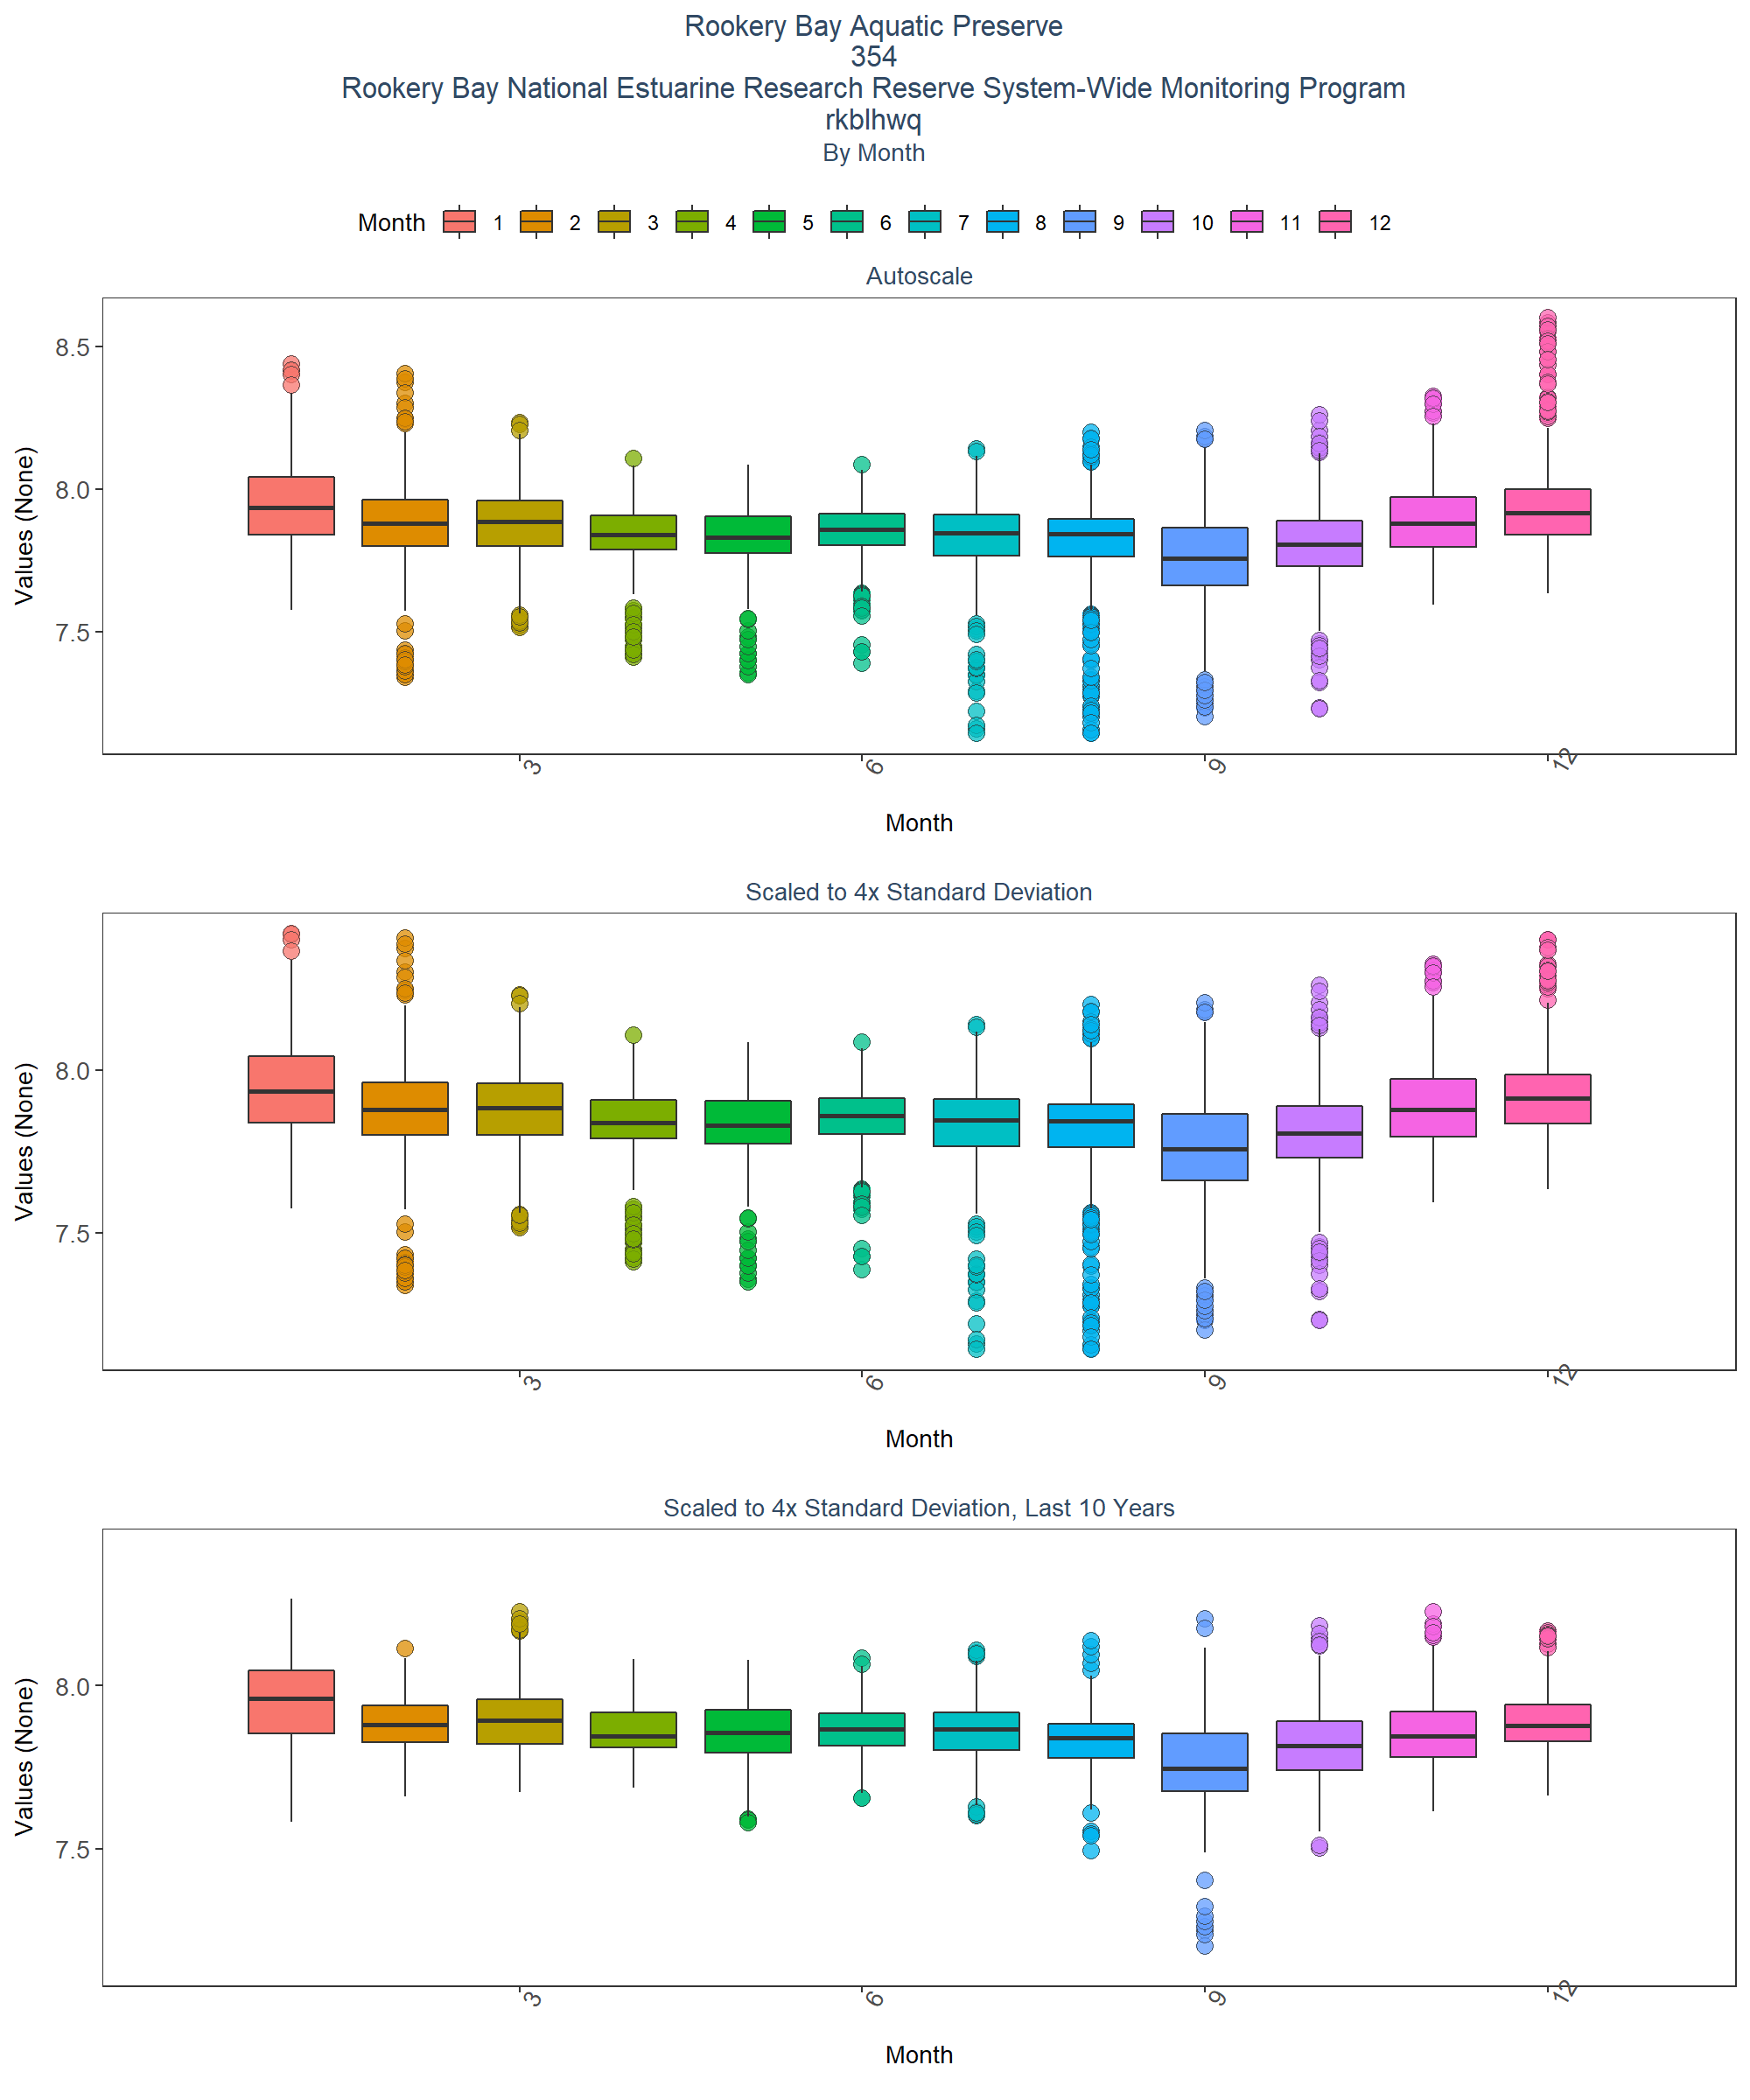 Rookery Bay Aquatic Preserve
354
Rookery Bay National Estuarine Research Reserve System-Wide Monitoring Program
rkblhwq
By Month
Month 1 2 3 4 5 6 7 8 9 10 11 12
Autoscale
Values (None)
8.5
8.0
7.5
3 6 9 12
Month
Scaled to 4x Standard Deviation
Values (None)
8.0
7.5
3 6 9 12
Month
Scaled to 4x Standard Deviation, Last 10 Years
Values (None)
8.0
7.5
3 6 9 12
Month